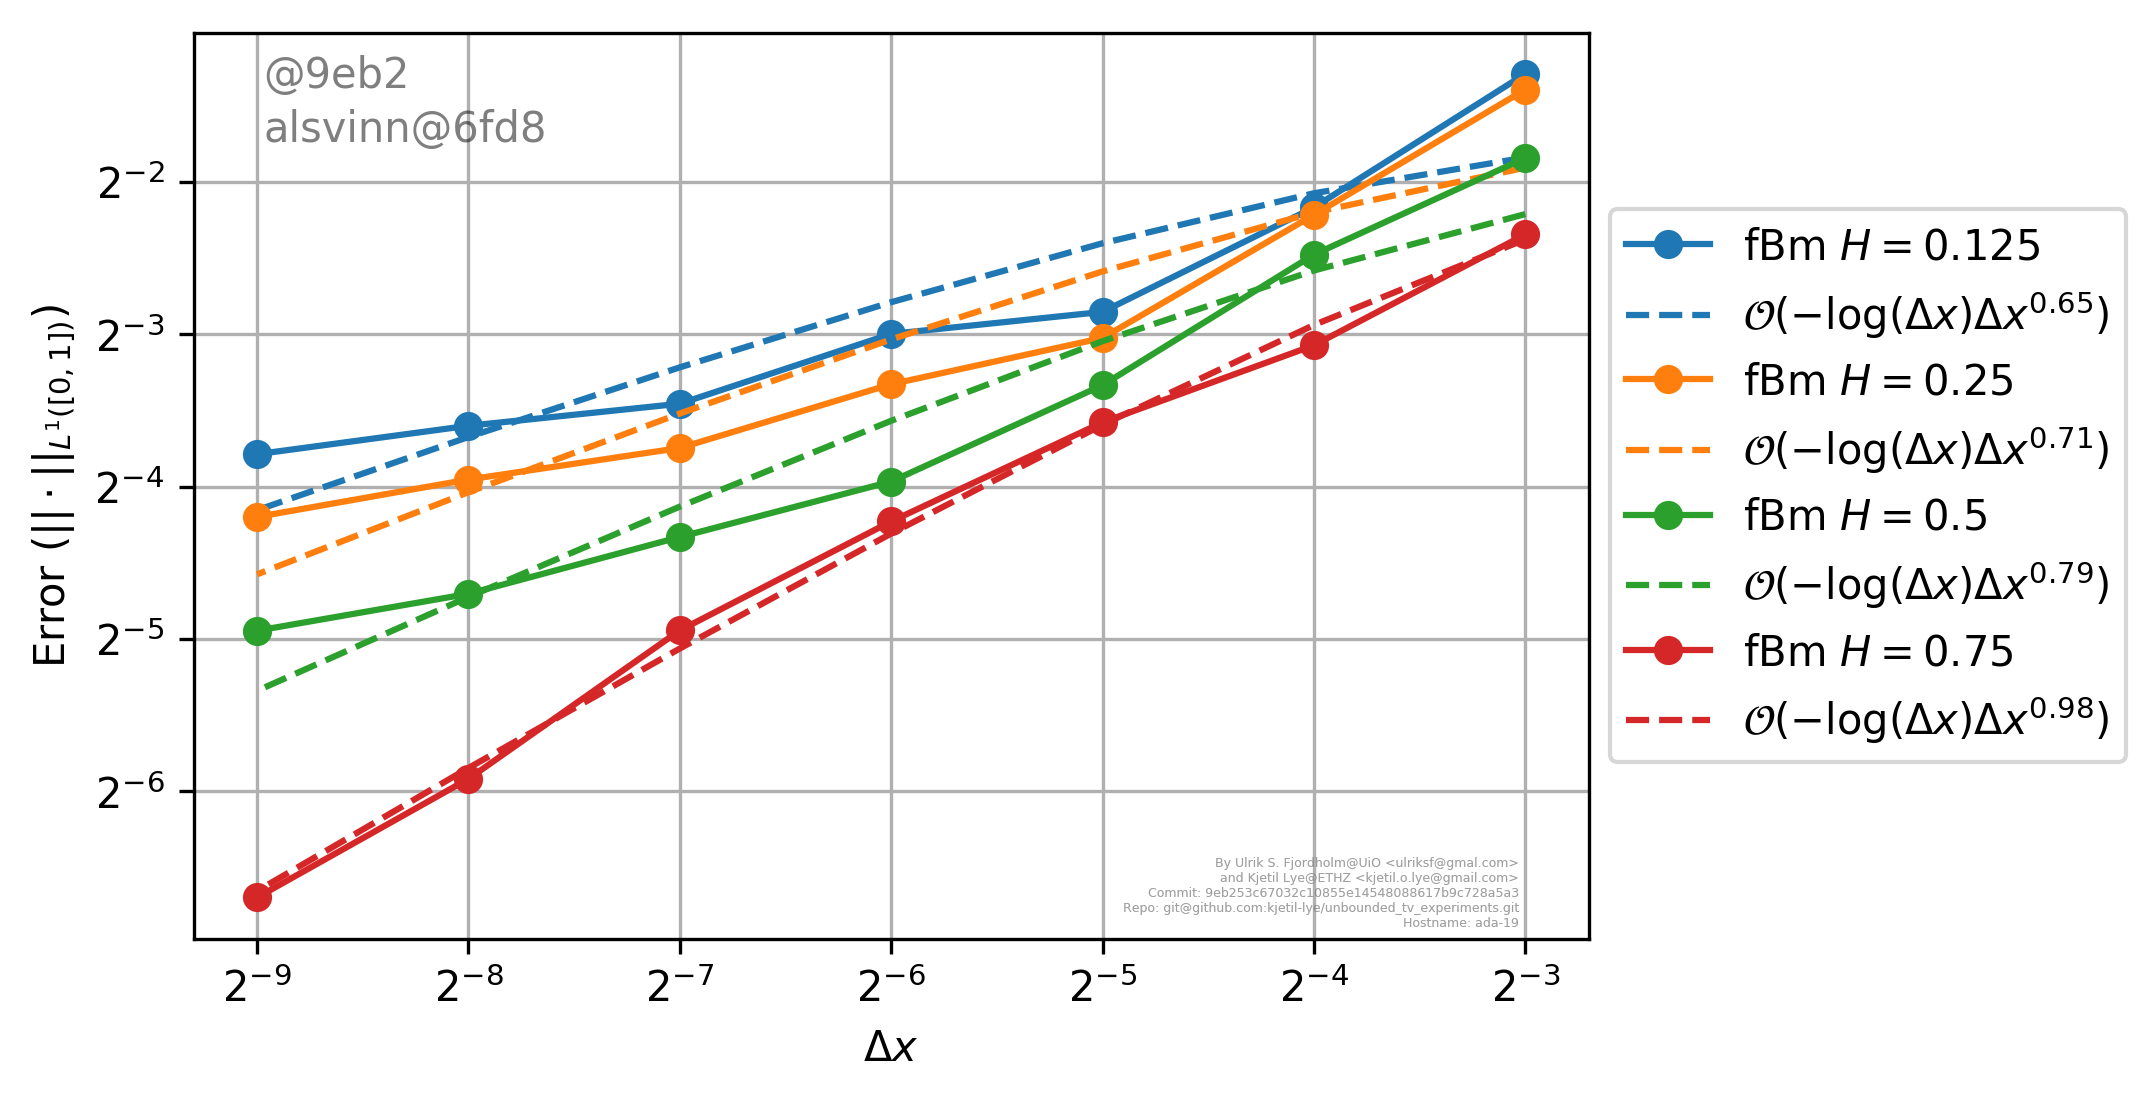 @9eb2
alsvinn@6fd8
2⁻²
2⁻³
2⁻⁴
2⁻⁵
2⁻⁶
Error (||·||_{L¹([0,1])})
2⁻⁹ 2⁻⁸ 2⁻⁷ 2⁻⁶ 2⁻⁵ 2⁻⁴ 2⁻³
Δx
By Ulrik S. Fjordholm@UiO <ulriksf@gmal.com>
and Kjetil Lye@ETHZ <kjetil.o.lye@gmail.com>
Commit: 9eb253c67032c10855e14548088617b9c728a5a3
Repo: git@github.com:kjetil-lye/unbounded_tv_experiments.git
Hostname: ada-19
fBm H = 0.125
𝒪(−log(Δx)Δx^{0.65})
fBm H = 0.25
𝒪(−log(Δx)Δx^{0.71})
fBm H = 0.5
𝒪(−log(Δx)Δx^{0.79})
fBm H = 0.75
𝒪(−log(Δx)Δx^{0.98})